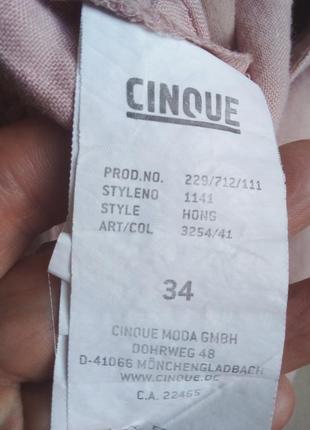 CINQUE
PROD.NO. 229/712/111
STYLENO 1141
STYLE HONG
ART/COL 3254/41
34
CINQUE MODA GMBH
DOHRWEG 48
D-41066 MÖNCHENGLADBACH
WWW.CINQUE.DE
C.A. 22465